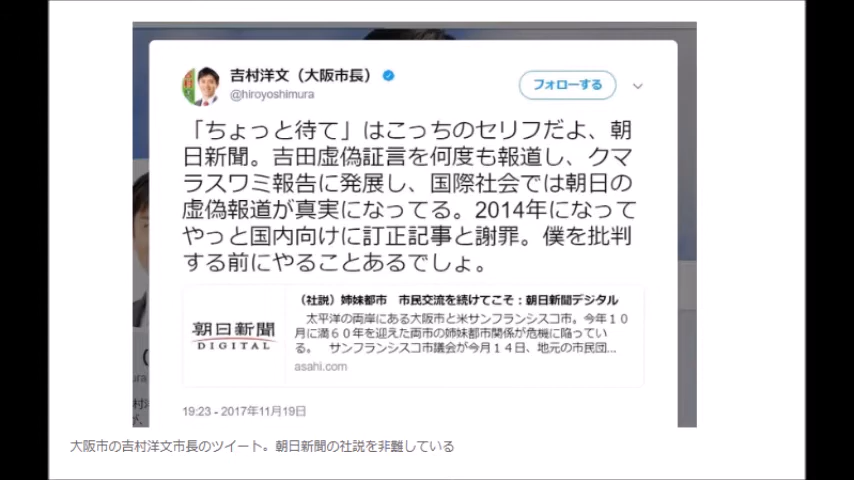 吉村洋文（大阪市長）
@hiroyoshimura
フォローする
「ちょっと待て」はこっちのセリフだよ、朝
日新聞。吉田虚偽証言を何度も報道し、クマ
ラスワミ報告に発展し、国際社会では朝日の
虚偽報道が真実になってる。2014年になって
やっと国内向けに訂正記事と謝罪。僕を批判
する前にやることあるでしょ。
（社説）姉妹都市　市民交流を続けてこそ：朝日新聞デジタル
朝日新聞
DIGITAL
太平洋の両岸にある大阪市と米サンフランシスコ市。今年１０
月に満６０年を迎えた両市の姉妹都市関係が危機に陥ってい
る。　サンフランシスコ市議会が今月１４日、地元の市民団...
asahi.com
19:23 - 2017年11月19日
大阪市の吉村洋文市長のツイート。朝日新聞の社説を非難している